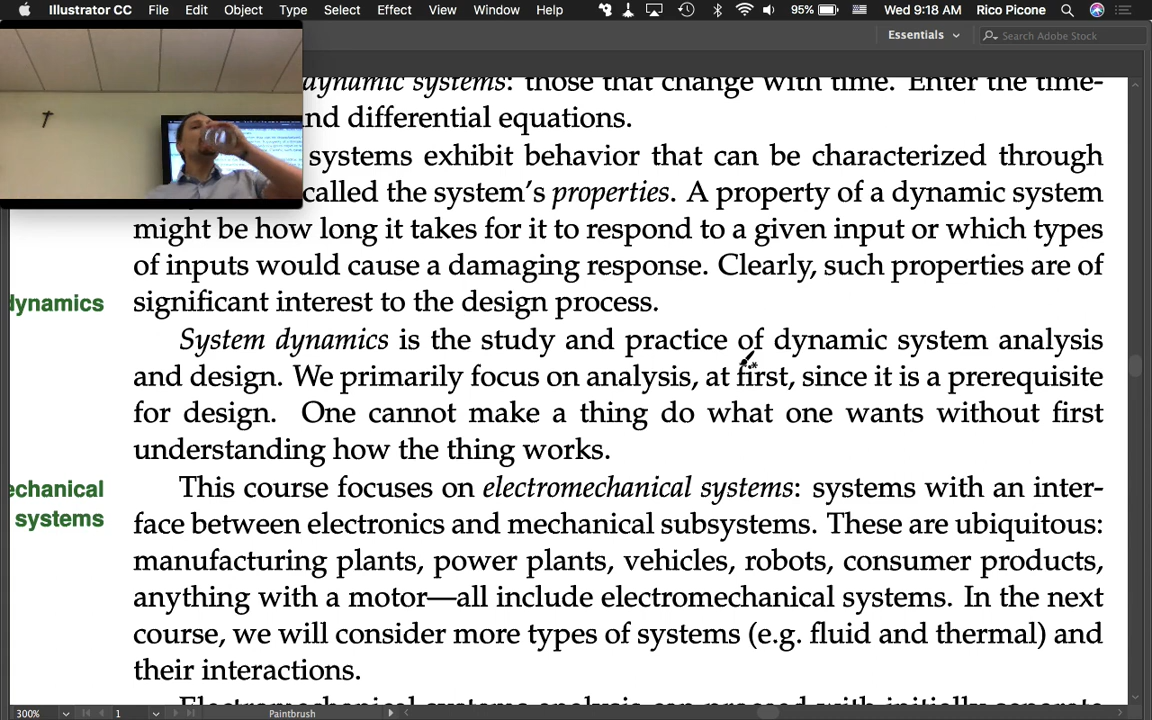 Illustrator CC File Edit Object Type Select Effect View Window Help 95% Wed 9:18 AM Rico Picone
Essentials Search Adobe Stock
dynamic systems: those that change with time. Enter the time-
nd differential equations.
systems exhibit behavior that can be characterized through
called the system’s properties. A property of a dynamic system
might be how long it takes for it to respond to a given input or which types
of inputs would cause a damaging response. Clearly, such properties are of
dynamics significant interest to the design process.
System dynamics is the study and practice of dynamic system analysis
and design. We primarily focus on analysis, at first, since it is a prerequisite
for design. One cannot make a thing do what one wants without first
understanding how the thing works.
echanical This course focuses on electromechanical systems: systems with an inter-
systems face between electronics and mechanical subsystems. These are ubiquitous:
manufacturing plants, power plants, vehicles, robots, consumer products,
anything with a motor—all include electromechanical systems. In the next
course, we will consider more types of systems (e.g. fluid and thermal) and
their interactions.
Electromechanical systems analysis can proceed with initially separate
300% 1 Paintbrush